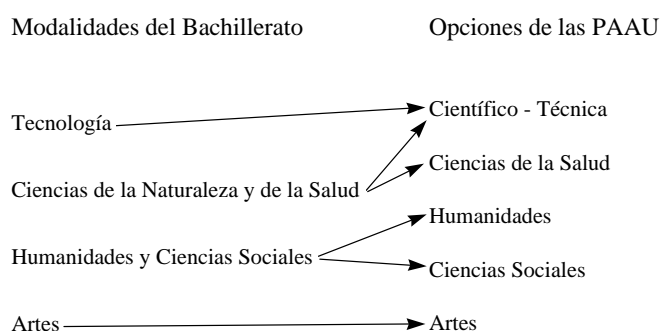 Modalidades del Bachillerato
Opciones de las PAAU
Tecnología
Científico - Técnica
Ciencias de la Salud
Ciencias de la Naturaleza y de la Salud
Humanidades
Humanidades y Ciencias Sociales
Ciencias Sociales
Artes
Artes